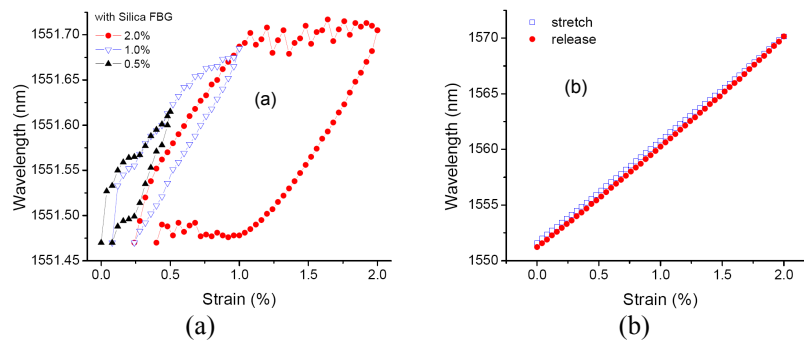 with Silica FBG
2.0%
1.0%
0.5%
(a)
Wavelength (nm)
1551.70
1551.65
1551.60
1551.55
1551.50
1551.45
0.0 0.5 1.0 1.5 2.0
Strain (%)
(a)
stretch
release
(b)
Wavelength (nm)
1570
1565
1560
1555
1550
0.0 0.5 1.0 1.5 2.0
Strain (%)
(b)